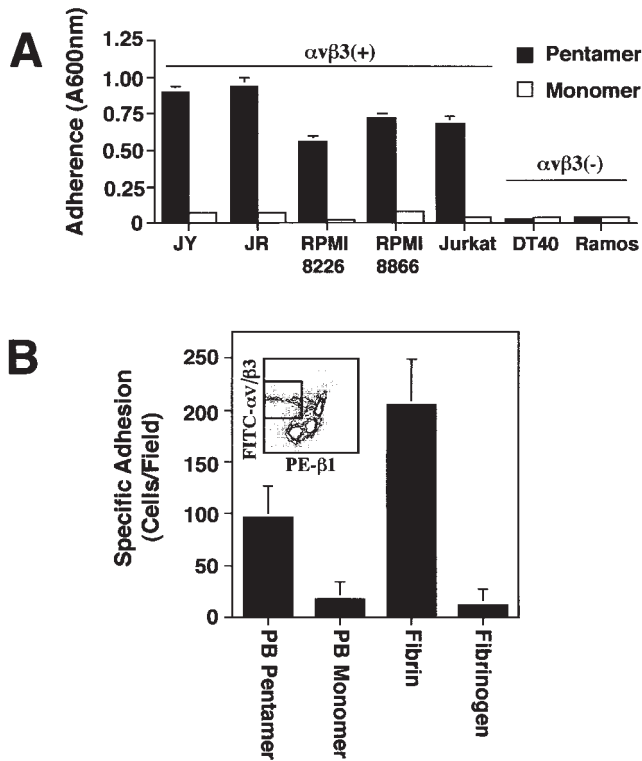 A
Adherence (A600nm)
1.25
1.00
0.75
0.50
0.25
0
αvβ3(+)
αvβ3(-)
Pentamer
Monomer
JY
JR
RPMI
8226
RPMI
8866
Jurkat
DT40
Ramos
B
Specific Adhesion
(Cells/Field)
250
200
150
100
50
0
FITC-αV/β3
PE-β1
PB Pentamer
PB Monomer
Fibrin
Fibrinogen